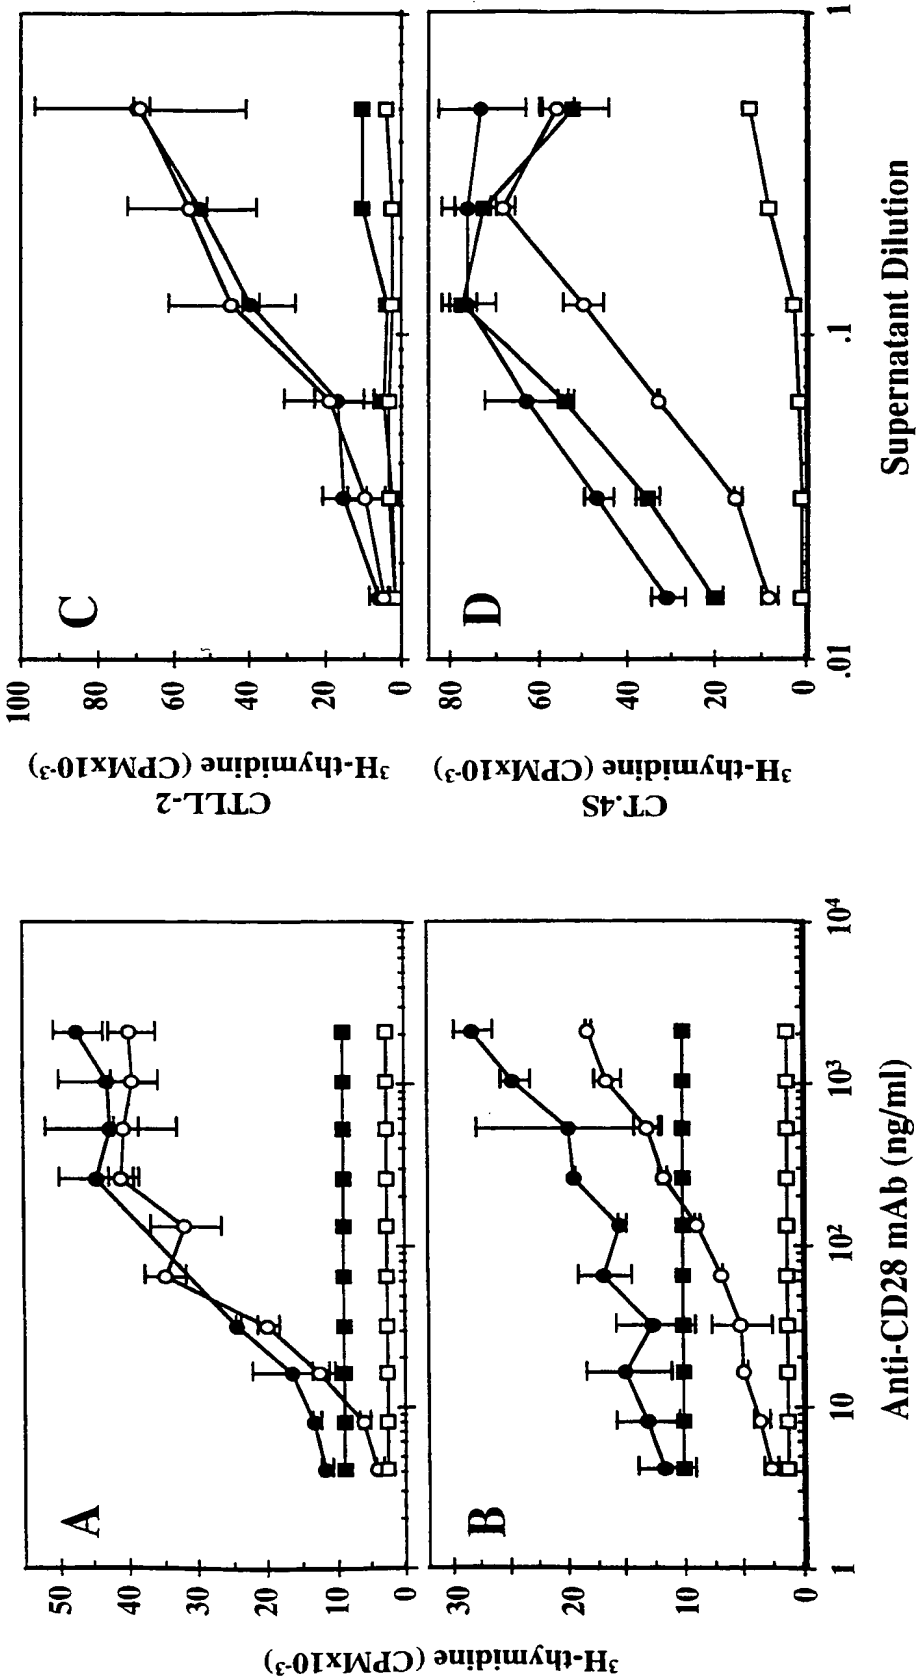 A
50
40
30
20
10
0
B
30
20
10
0
³H-thymidine (CPMx10⁻³)
1
10
10²
10³
10⁴
Anti-CD28 mAb (ng/ml)
C
100
80
60
40
20
0
CTLL-2
³H-thymidine (CPMx10⁻³)
D
80
60
40
20
0
CT.4S
³H-thymidine (CPMx10⁻³)
.01
.1
1
Supernatant Dilution